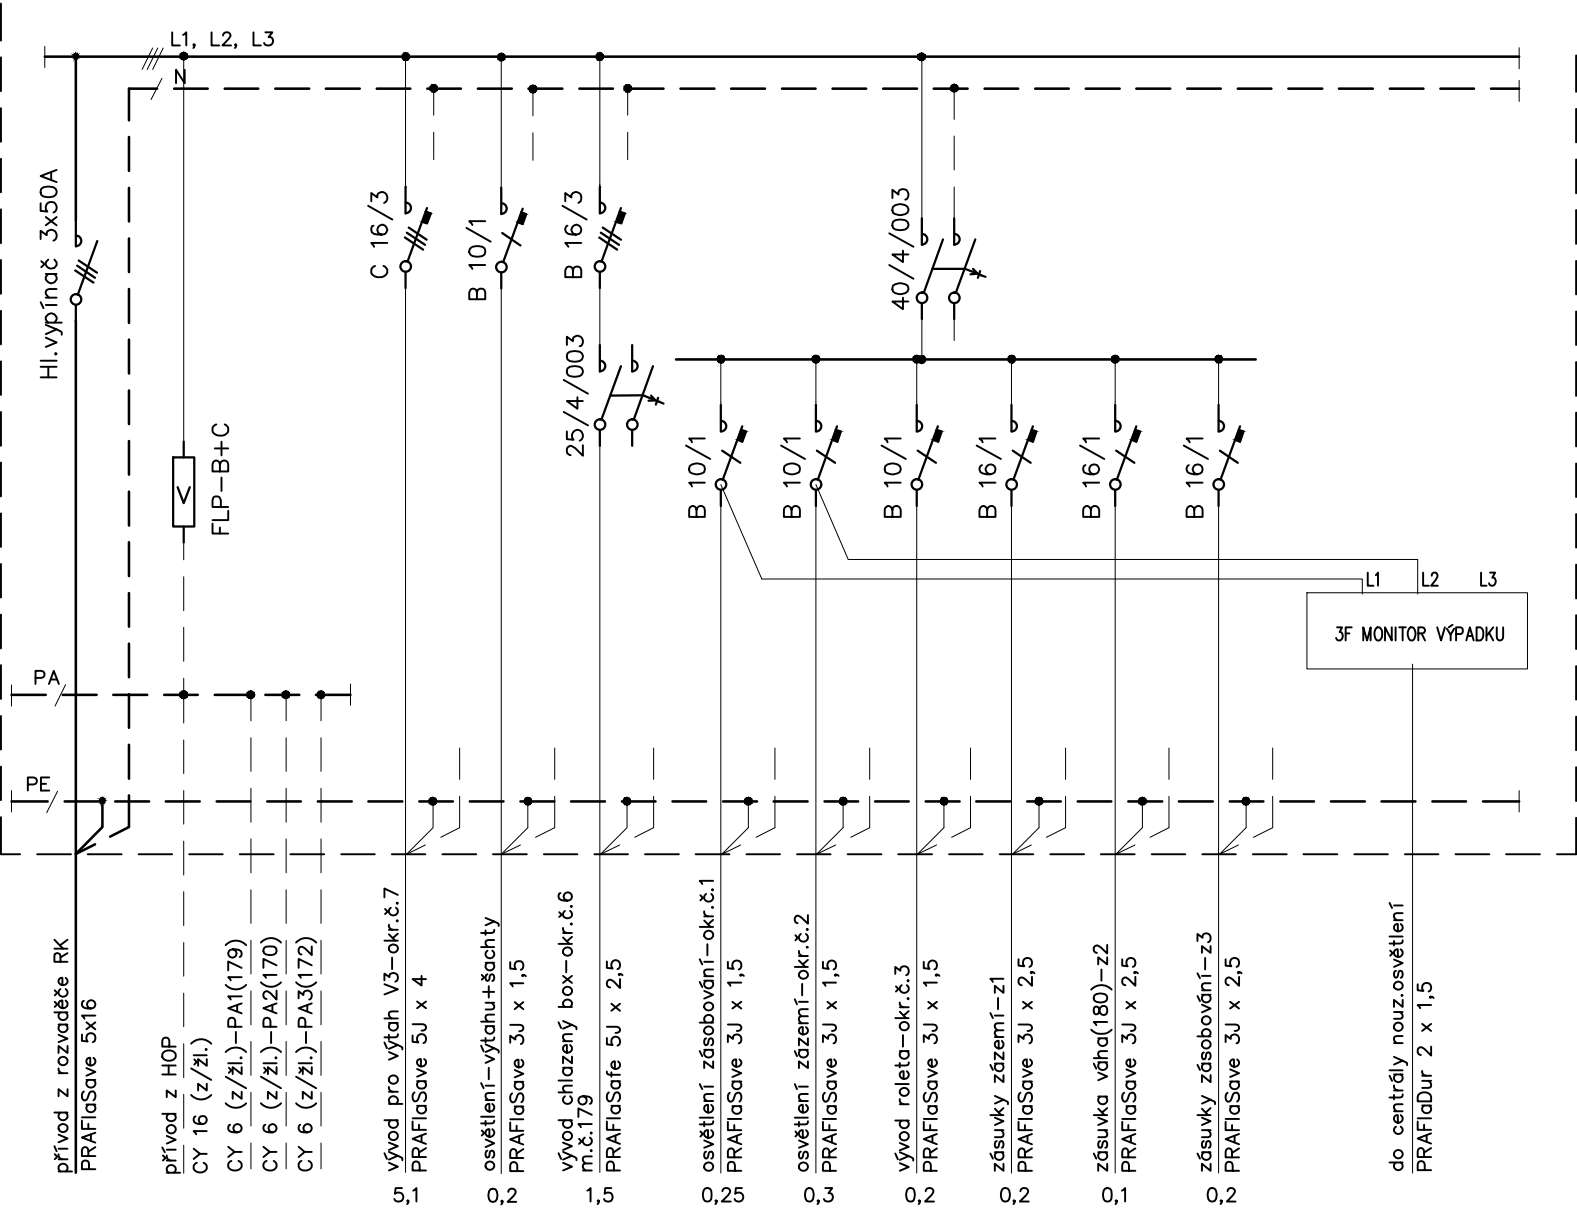 L1, L2, L3
N
Hl.vypínač 3x50A
FLP-B+C
C 16/3
B 10/1
B 16/3
25/4/003
40/4/003
B 10/1
B 10/1
B 10/1
B 16/1
B 16/1
B 16/1
L1
L2
L3
3F MONITOR VÝPADKU
PA
PE
přívod z rozvaděče RK
PRAFlaSave 5x16
přívod z HOP
CY 16 (z/žl.)
CY 6 (z/žl.)-PA1(179)
CY 6 (z/žl.)-PA2(170)
CY 6 (z/žl.)-PA3(172)
vývod pro výtah V3-okr.č.7
PRAFlaSave 5J x 4
5,1
osvětlení-výtahu+šachty
PRAFlaSave 3J x 1,5
0,2
vývod chlazený box-okr.č.6
m.č.179
PRAFlaSafe 5J x 2,5
1,5
osvětlení zásobování-okr.č.1
PRAFlaSave 3J x 1,5
0,25
osvětlení zázemí-okr.č.2
PRAFlaSave 3J x 1,5
0,3
vývod roleta-okr.č.3
PRAFlaSave 3J x 1,5
0,2
zásuvky zázemí-z1
PRAFlaSave 3J x 2,5
0,2
zásuvka váha(180)-z2
PRAFlaSave 3J x 2,5
0,1
zásuvky zásobování-z3
PRAFlaSave 3J x 2,5
0,2
do centrály nouz.osvětlení
PRAFlaDur 2 x 1,5